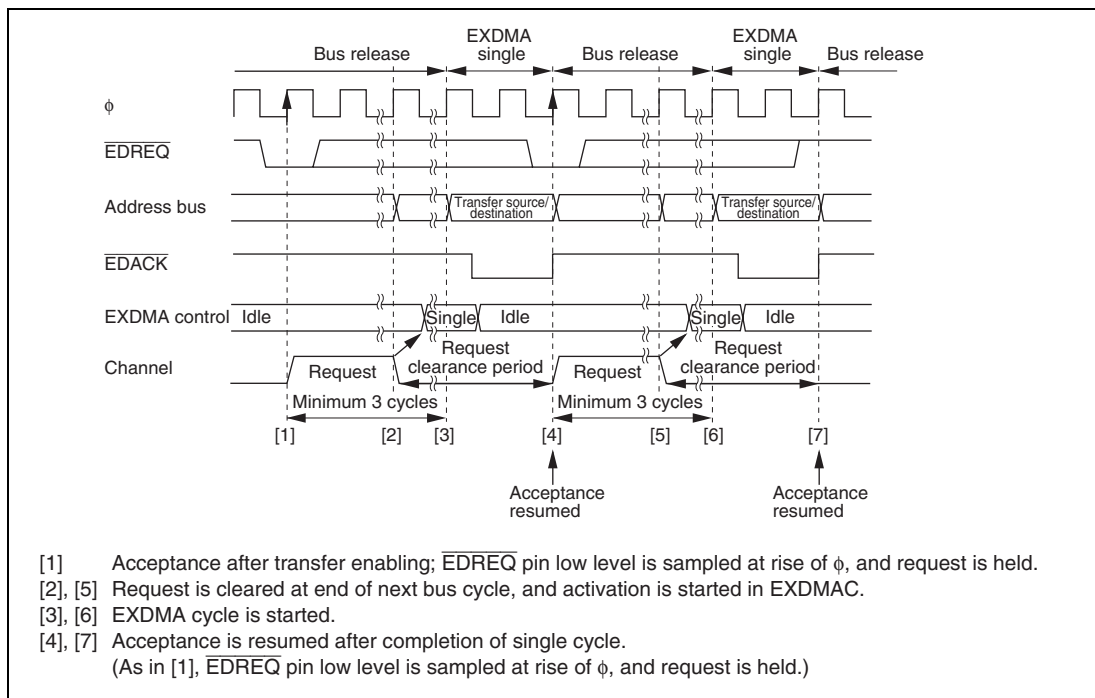 EXDMA EXDMA
Bus release single Bus release single Bus release
ϕ
EDREQ
Address bus Transfer source/ Transfer source/
destination destination
EDACK
EXDMA control Idle Single Idle Single Idle
Channel Request Request clearance period Request Request clearance period
Minimum 3 cycles Minimum 3 cycles
[1] [2] [3] [4] [5] [6] [7]
Acceptance Acceptance
resumed resumed
[1] Acceptance after transfer enabling; EDREQ pin low level is sampled at rise of ϕ, and request is held.
[2], [5] Request is cleared at end of next bus cycle, and activation is started in EXDMAC.
[3], [6] EXDMA cycle is started.
[4], [7] Acceptance is resumed after completion of single cycle.
(As in [1], EDREQ pin low level is sampled at rise of ϕ, and request is held.)